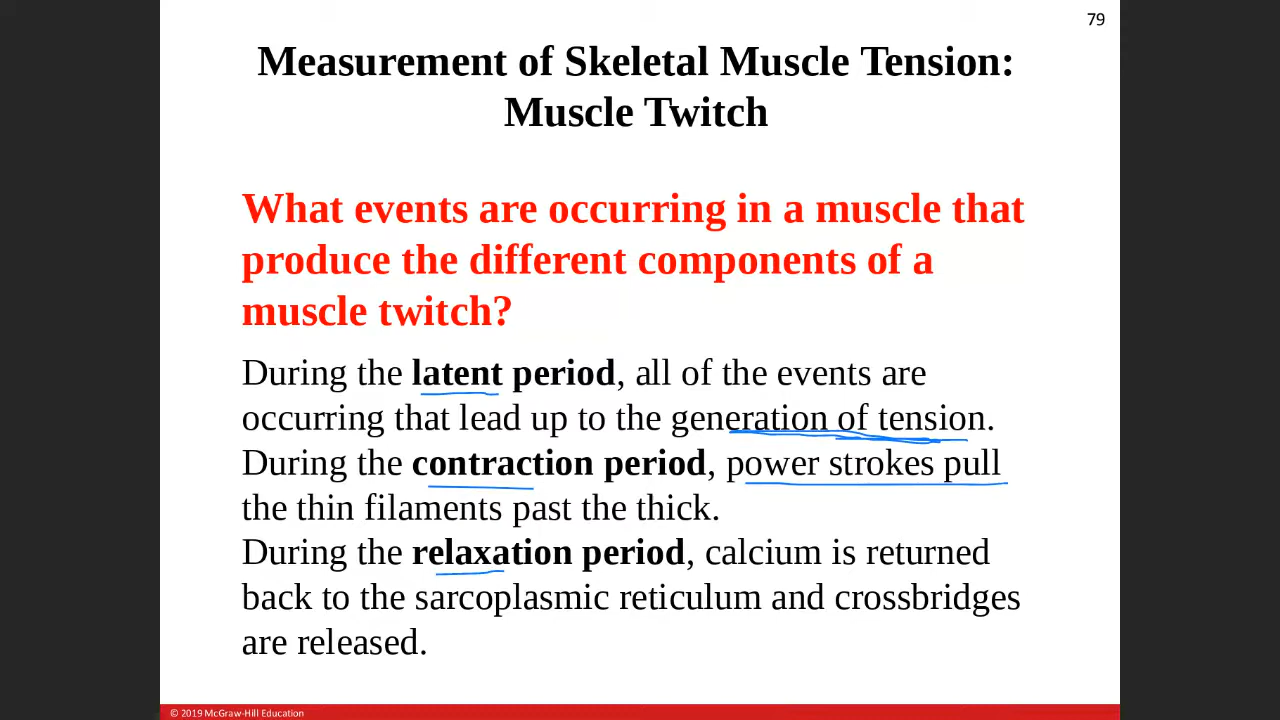 79
Measurement of Skeletal Muscle Tension:
Muscle Twitch
What events are occurring in a muscle that
produce the different components of a
muscle twitch?
During the latent period, all of the events are
occurring that lead up to the generation of tension.
During the contraction period, power strokes pull
the thin filaments past the thick.
During the relaxation period, calcium is returned
back to the sarcoplasmic reticulum and crossbridges
are released.
© 2019 McGraw-Hill Education